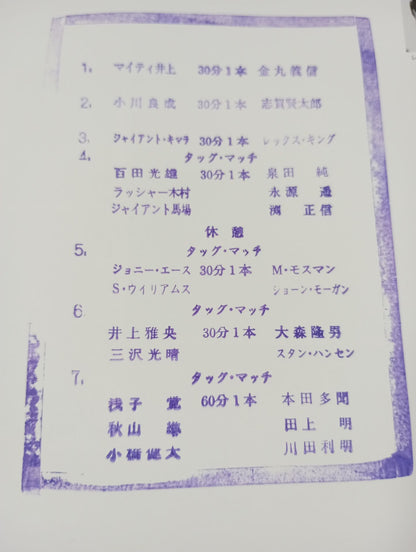 1. マイティ井上 30分1本 金丸義信
2. 小川良成 30分1本 志賀賢太郎
3. ジャイアント・キマラ 30分1本 レックス・キング
4. タッグ・マッチ
百田光雄 30分1本 泉田 純
ラッシャー木村 永源 遥
ジャイアント馬場 渕 正信
休憩
5. タッグ・マッチ
ジョニー・エース 30分1本 M・モスマン
S・ウイリアムス ショーン・モーガン
6 タッグ・マッチ
井上雅央 30分1本 大森隆男
三沢光晴 スタン・ハンセン
7. タッグ・マッチ
浅子 覚 60分1本 本田多聞
秋山 準 田上 明
小橋健太 川田利明